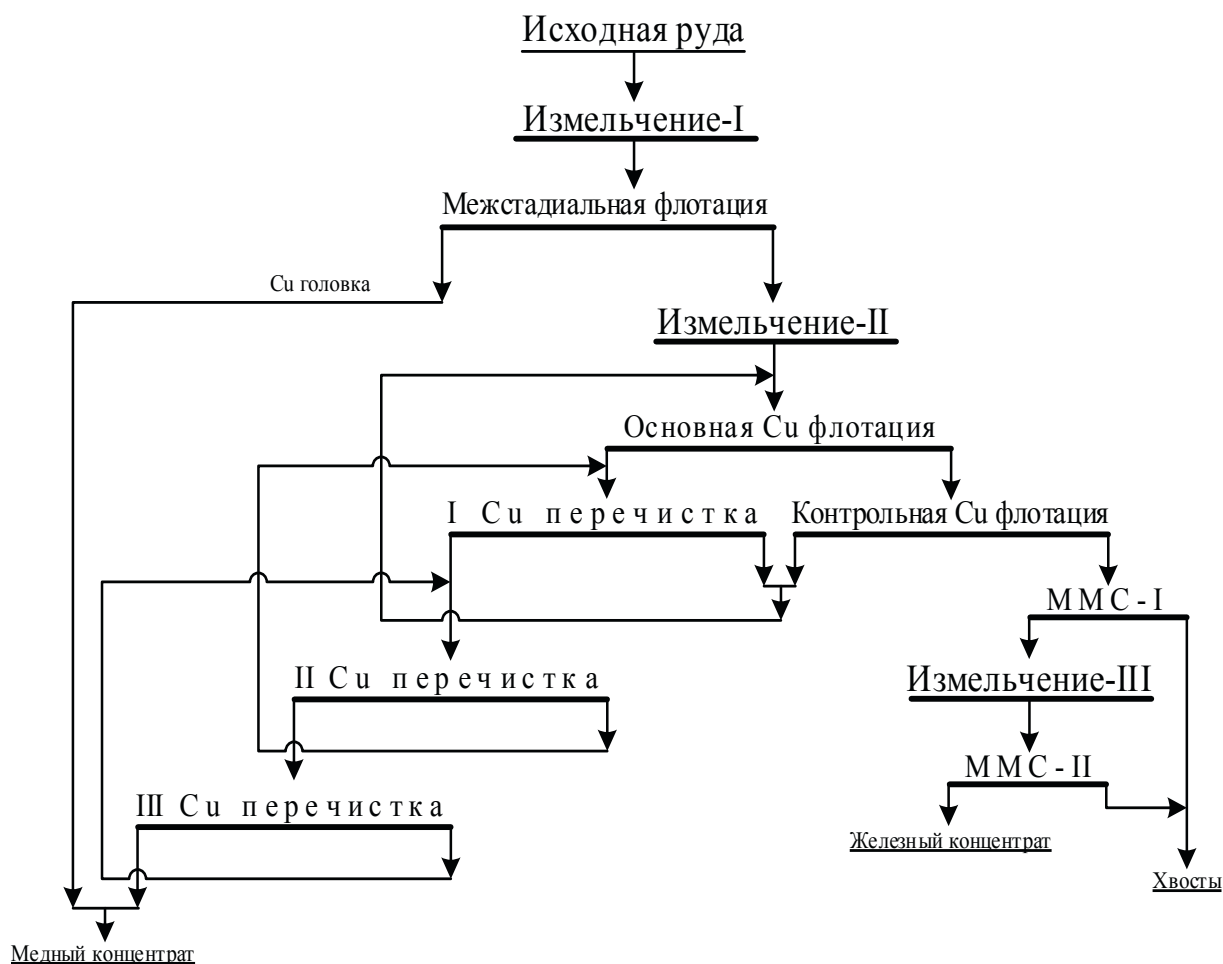 Исходная руда
Измельчение-I
Межстадиальная флотация
Cu головка
Измельчение-II
Основная Cu флотация
I Cu перечистка
Контрольная Cu флотация
ММС-I
II Cu перечистка
Измельчение-III
ММС-II
III Cu перечистка
Железный концентрат
Хвосты
Медный концентрат